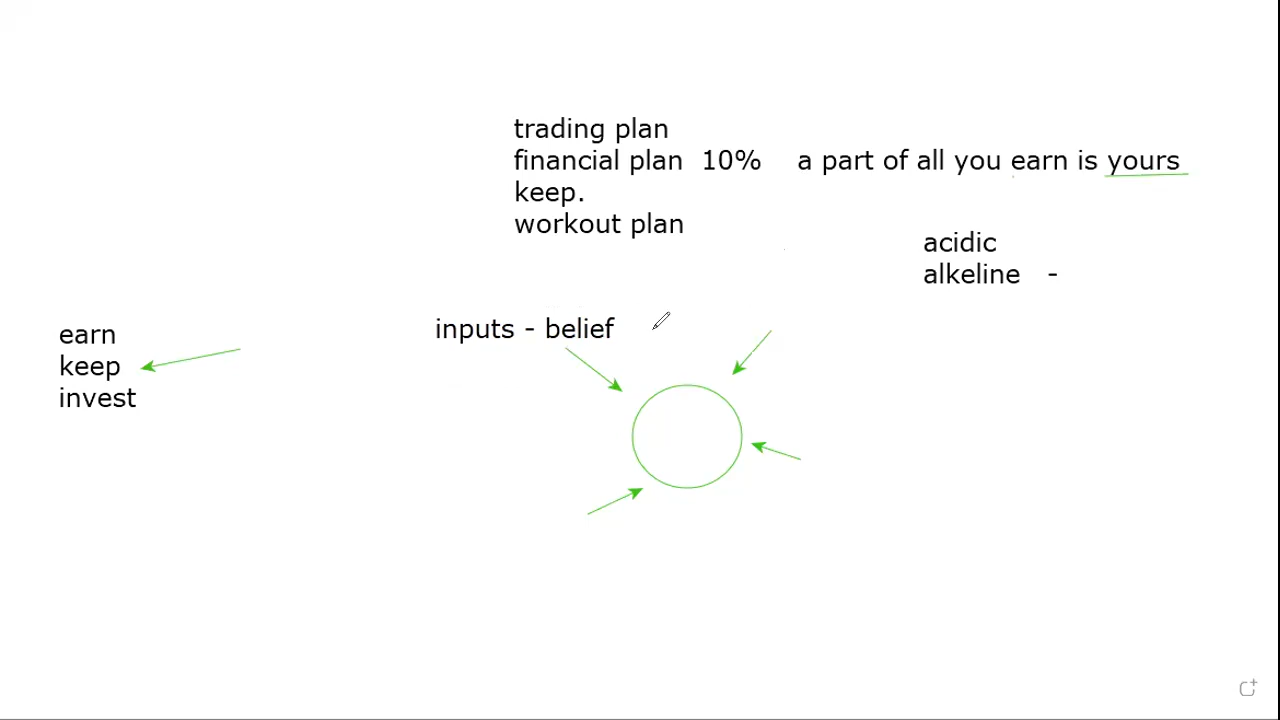 trading plan
financial plan 10% a part of all you earn is yours
keep.
workout plan
acidic
alkeline -
inputs - belief
earn
keep
invest